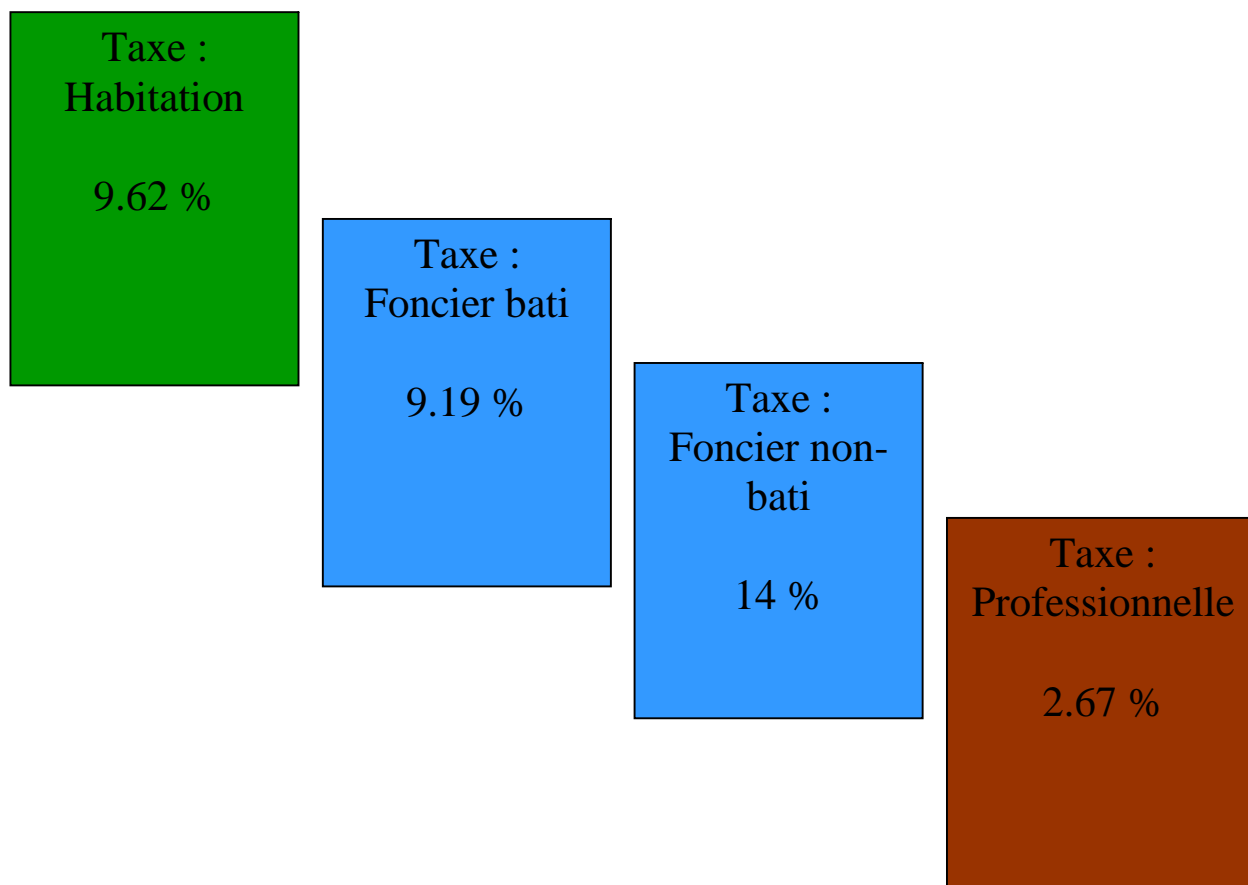 Taxe :
Habitation
9.62 %
Taxe :
Foncier bati
9.19 %
Taxe :
Foncier non-
bati
14 %
Taxe :
Professionnelle
2.67 %